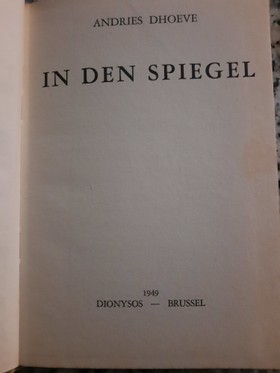 ANDRIES DHOEVE
IN DEN SPIEGEL
1949
DIONYSOS — BRUSSEL